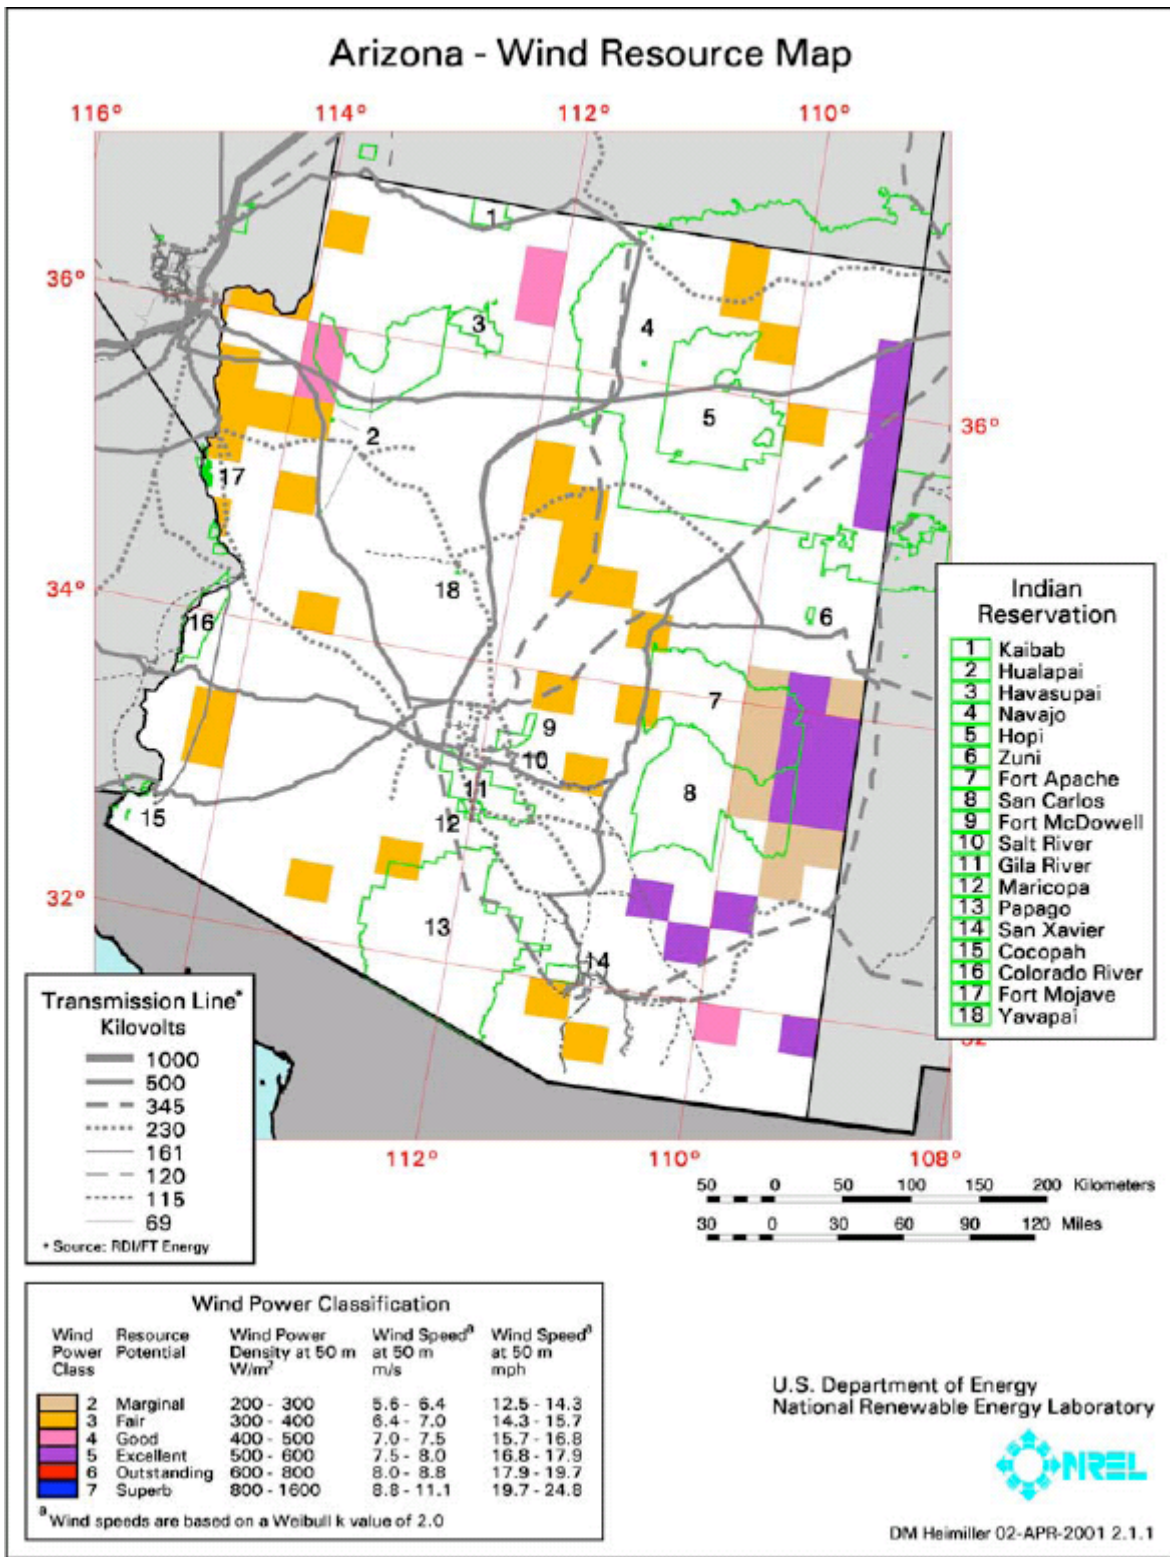 Arizona - Wind Resource Map
116°
114°
112°
110°
36°
36°
34°
32°
32°
112°
110°
108°
1
2
3
4
5
6
7
8
9
10
11
12
13
14
15
16
17
18
Indian
Reservation
1 Kaibab
2 Hualapai
3 Havasupai
4 Navajo
5 Hopi
6 Zuni
7 Fort Apache
8 San Carlos
9 Fort McDowell
10 Salt River
11 Gila River
12 Maricopa
13 Papago
14 San Xavier
15 Cocopah
16 Colorado River
17 Fort Mojave
18 Yavapai
Transmission Line*
Kilovolts
1000
500
345
230
161
120
115
69
* Source: RDI/FT Energy
50 0 50 100 150 200 Kilometers
30 0 30 60 90 120 Miles
Wind Power Classification
Wind Resource Wind Power Wind Speedª Wind Speedª
Power Potential Density at 50 m at 50 m at 50 m
Class W/m² m/s mph
2 Marginal 200 - 300 5.6 - 6.4 12.5 - 14.3
3 Fair 300 - 400 6.4 - 7.0 14.3 - 15.7
4 Good 400 - 500 7.0 - 7.5 15.7 - 16.8
5 Excellent 500 - 600 7.5 - 8.0 16.8 - 17.9
6 Outstanding 600 - 800 8.0 - 8.8 17.9 - 19.7
7 Superb 800 - 1600 8.8 - 11.1 19.7 - 24.8
ª Wind speeds are based on a Weibull k value of 2.0
U.S. Department of Energy
National Renewable Energy Laboratory
NREL
DM Heimiller 02-APR-2001 2.1.1